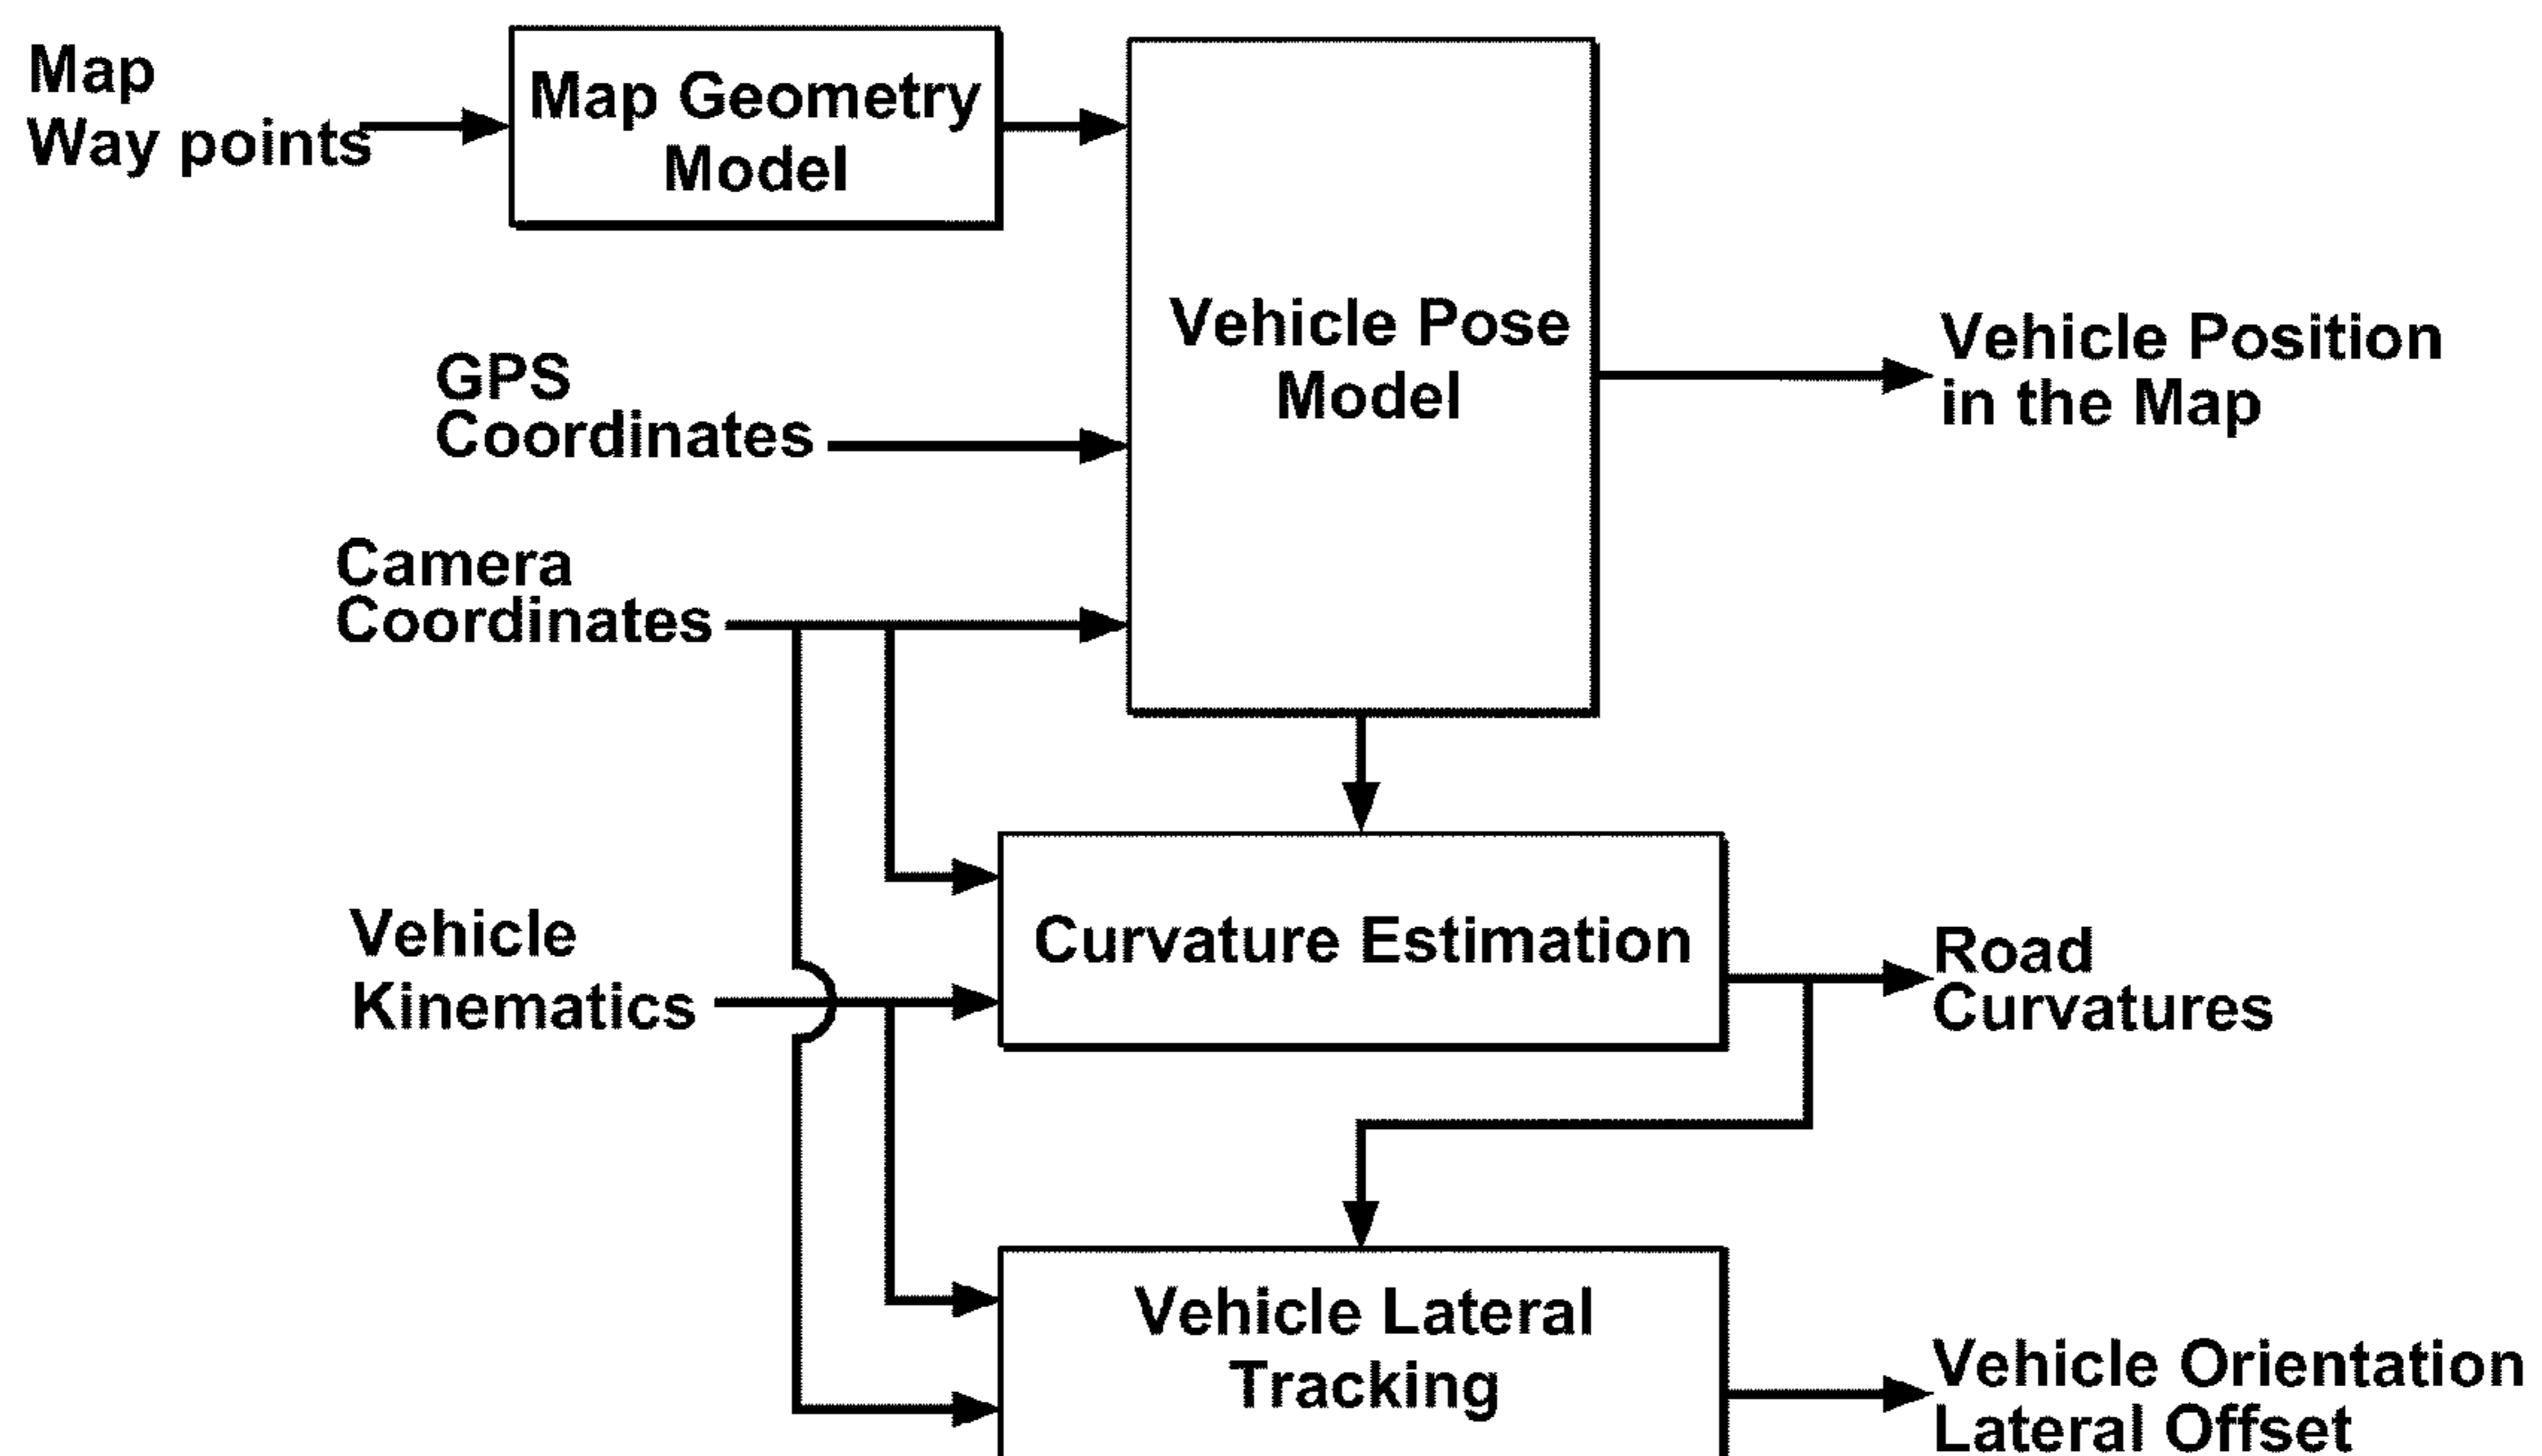 Map
Way points
Map Geometry
Model
GPS
Coordinates
Camera
Coordinates
Vehicle Pose
Model
Vehicle Position
in the Map
Vehicle
Kinematics
Curvature Estimation
Road
Curvatures
Vehicle Lateral
Tracking
Vehicle Orientation
Lateral Offset